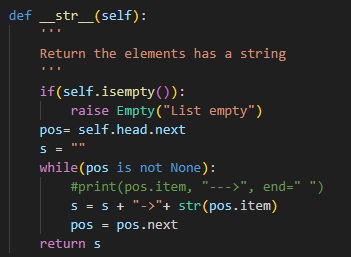 def __str__(self):
    '''
    Return the elements has a string
    '''
    if(self.isempty()):
        raise Empty("List empty")
    pos= self.head.next
    s = ""
    while(pos is not None):
        #print(pos.item, "--->", end=" ")
        s = s + "->"+ str(pos.item)
        pos = pos.next
    return s